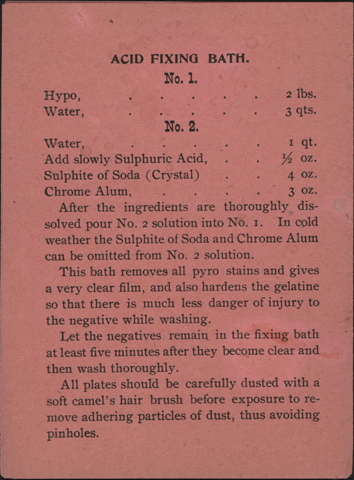 ACID FIXING BATH.
No. 1.
Hypo, . . . . . 2 lbs.
Water, . . . . . 3 qts.
No. 2.
Water, . . . . . 1 qt.
Add slowly Sulphuric Acid, . . ½ oz.
Sulphite of Soda (Crystal) . . 4 oz.
Chrome Alum, . . . . 3 oz.
After the ingredients are thoroughly dis-
solved pour No. 2 solution into No. 1. In cold
weather the Sulphite of Soda and Chrome Alum
can be omitted from No. 2 solution.
This bath removes all pyro stains and gives
a very clear film, and also hardens the gelatine
so that there is much less danger of injury to
the negative while washing.
Let the negatives remain in the fixing bath
at least five minutes after they become clear and
then wash thoroughly.
All plates should be carefully dusted with a
soft camel's hair brush before exposure to re-
move adhering particles of dust, thus avoiding
pinholes.